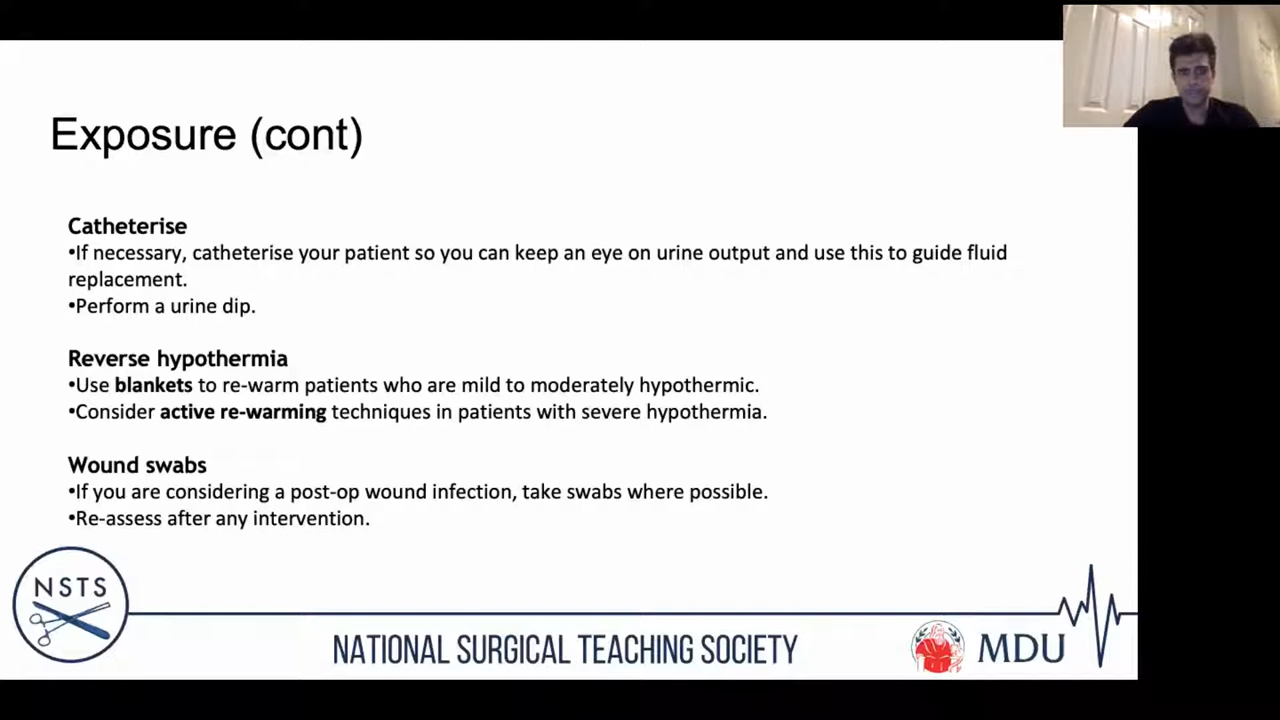 Exposure (cont)
Catheterise
•If necessary, catheterise your patient so you can keep an eye on urine output and use this to guide fluid
replacement.
•Perform a urine dip.
Reverse hypothermia
•Use blankets to re-warm patients who are mild to moderately hypothermic.
•Consider active re-warming techniques in patients with severe hypothermia.
Wound swabs
•If you are considering a post-op wound infection, take swabs where possible.
•Re-assess after any intervention.
NSTS
NATIONAL SURGICAL TEACHING SOCIETY
MDU